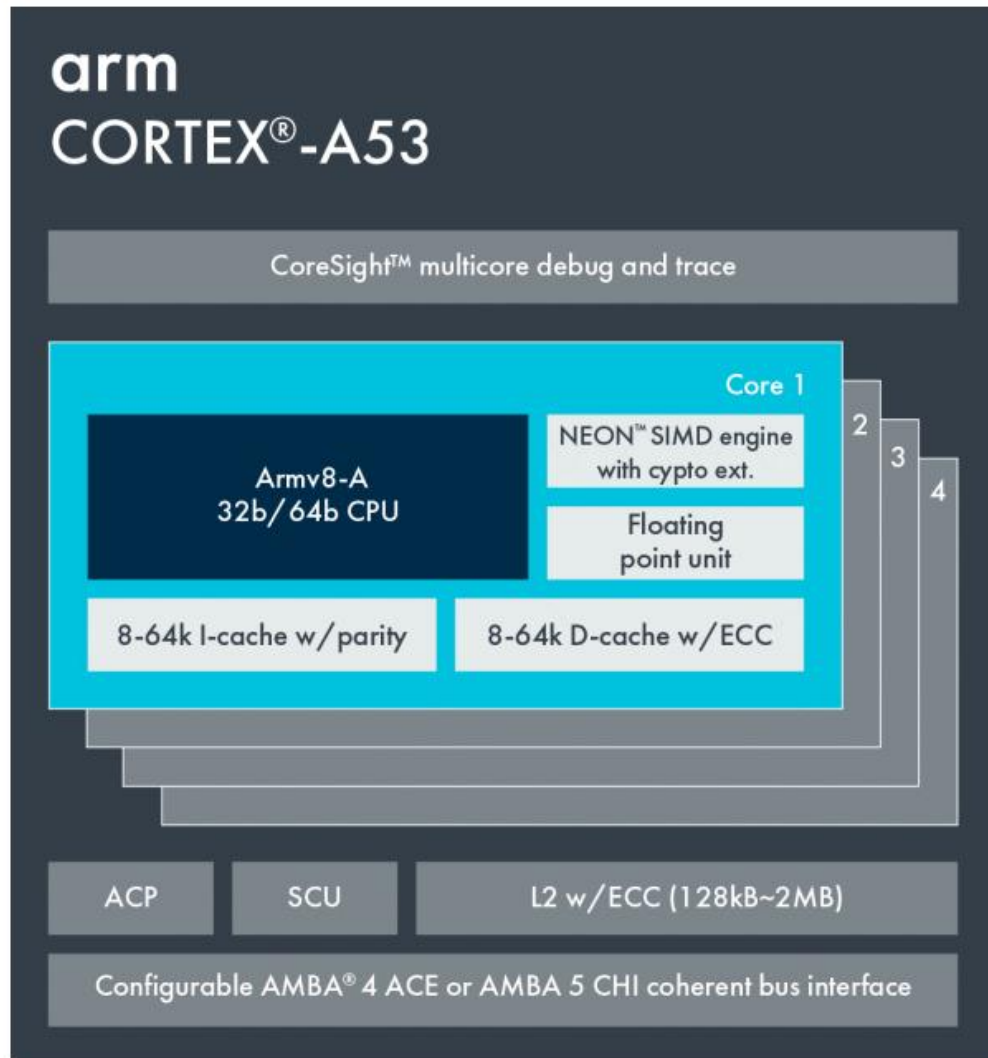 arm
CORTEX®-A53
CoreSight™ multicore debug and trace
Core 1
2
3
4
Armv8-A
32b/64b CPU
NEON™ SIMD engine
with cypto ext.
Floating
point unit
8-64k I-cache w/parity
8-64k D-cache w/ECC
ACP
SCU
L2 w/ECC (128kB~2MB)
Configurable AMBA® 4 ACE or AMBA 5 CHI coherent bus interface